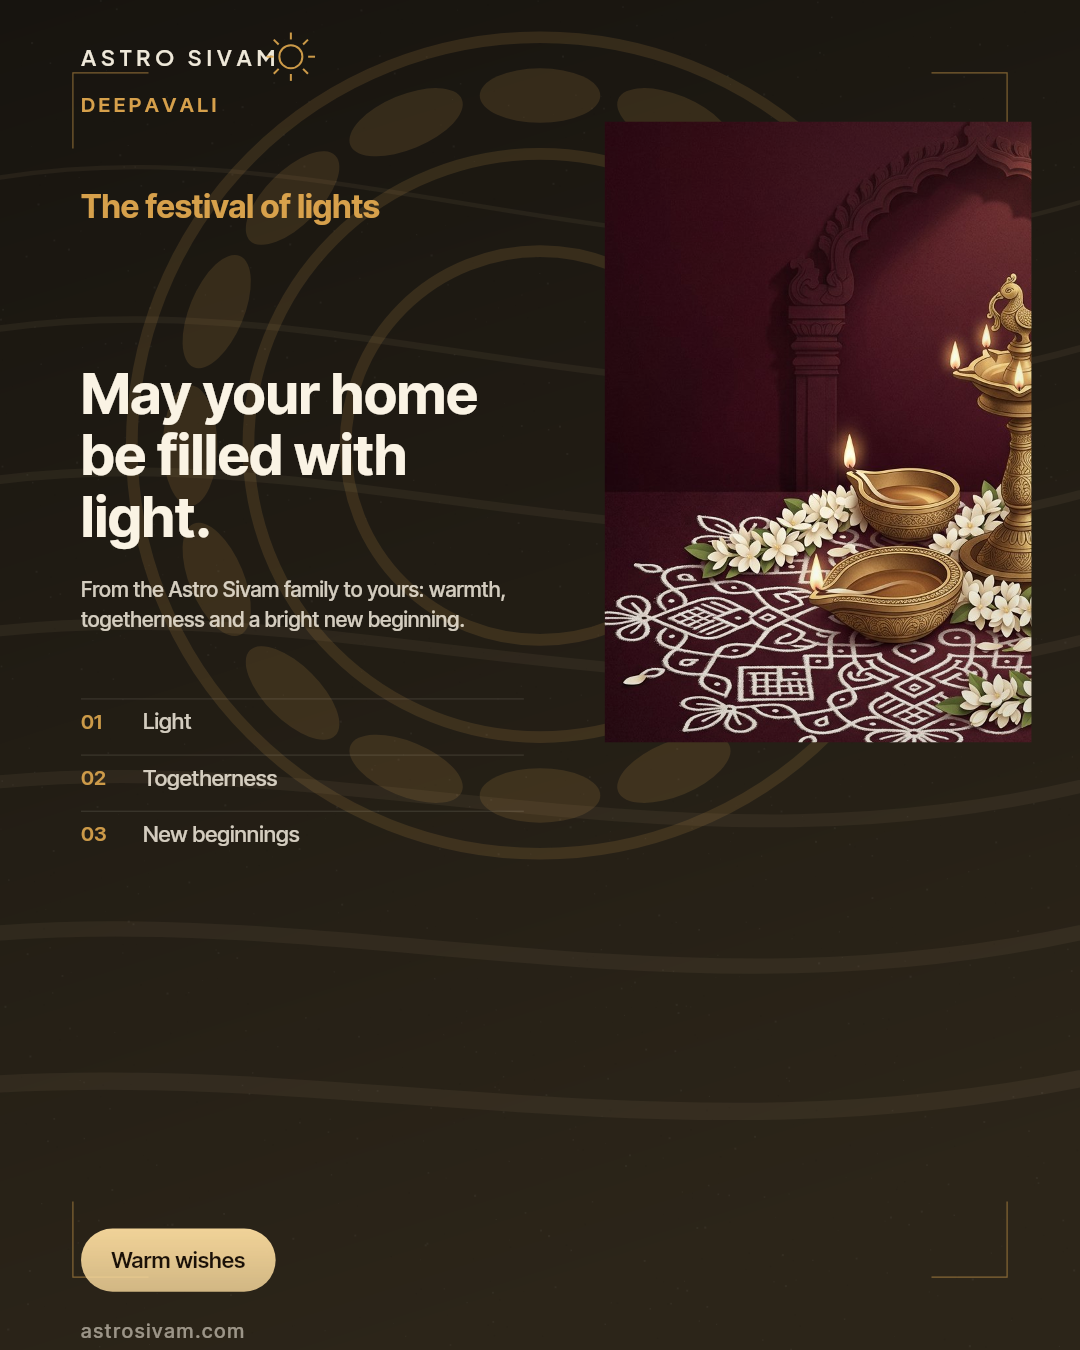 ASTRO SIVAM
DEEPAVALI
The festival of lights
May your home
be filled with
light.
From the Astro Sivam family to yours: warmth,
togetherness and a bright new beginning.
01 Light
02 Togetherness
03 New beginnings
Warm wishes
astrosivam.com